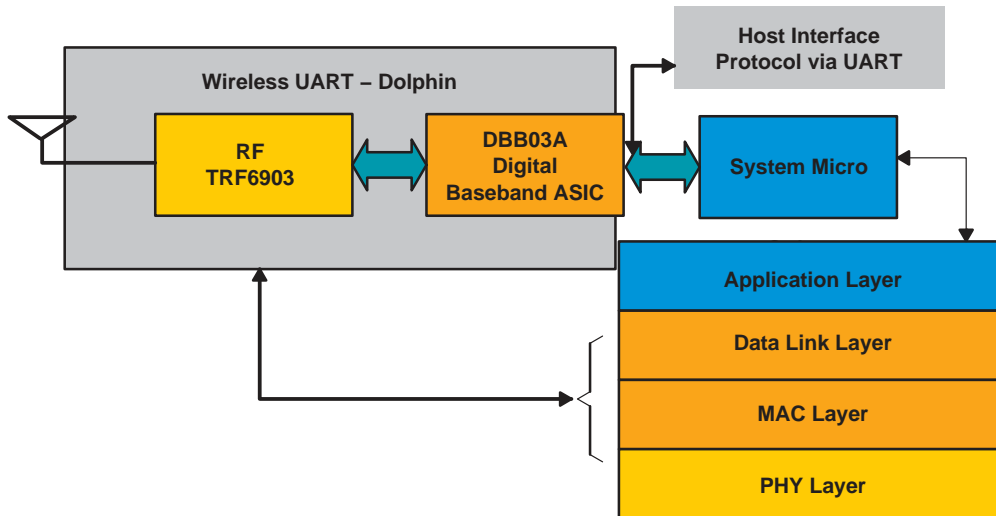 Host Interface
Protocol via UART
Wireless UART – Dolphin
RF
TRF6903
DBB03A
Digital
Baseband ASIC
System Micro
Application Layer
Data Link Layer
MAC Layer
PHY Layer